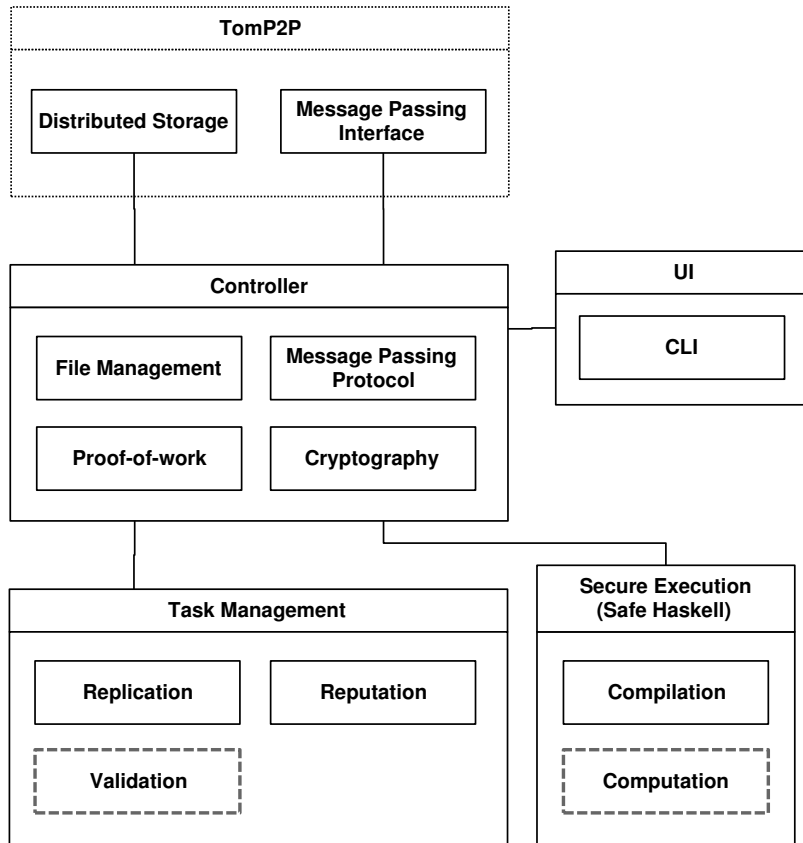 TomP2P
Distributed Storage
Message Passing
Interface
Controller
File Management
Message Passing
Protocol
Proof-of-work
Cryptography
UI
CLI
Task Management
Replication
Reputation
Validation
Secure Execution
(Safe Haskell)
Compilation
Computation